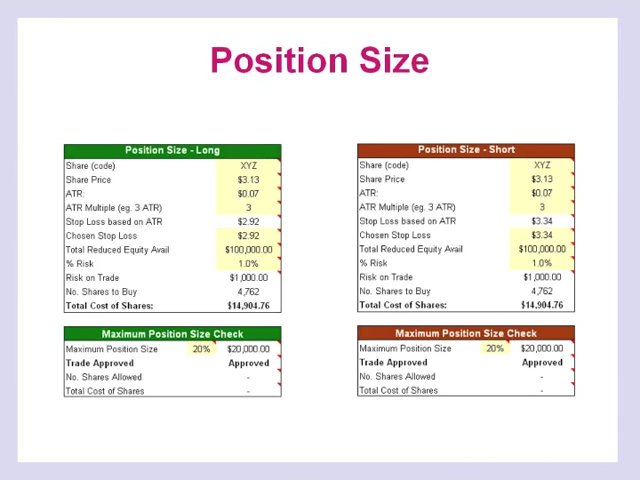 Position Size
Position Size - Long
Share (code) XYZ
Share Price $3.13
ATR: $0.07
ATR Multiple (eg. 3 ATR) 3
Stop Loss based on ATR $2.92
Chosen Stop Loss $2.92
Total Reduced Equity Avail $100,000.00
% Risk 1.0%
Risk on Trade $1,000.00
No. Shares to Buy 4,762
Total Cost of Shares: $14,904.76
Maximum Position Size Check
Maximum Position Size 20% $20,000.00
Trade Approved Approved
No. Shares Allowed -
Total Cost of Shares -
Position Size - Short
Share (code) XYZ
Share Price $3.13
ATR: $0.07
ATR Multiple (eg. 3 ATR) 3
Stop Loss based on ATR $3.34
Chosen Stop Loss $3.34
Total Reduced Equity Avail $100,000.00
% Risk 1.0%
Risk on Trade $1,000.00
No. Shares to Buy 4,762
Total Cost of Shares: $14,904.76
Maximum Position Size Check
Maximum Position Size 20% $20,000.00
Trade Approved Approved
No. Shares Allowed -
Total Cost of Shares -